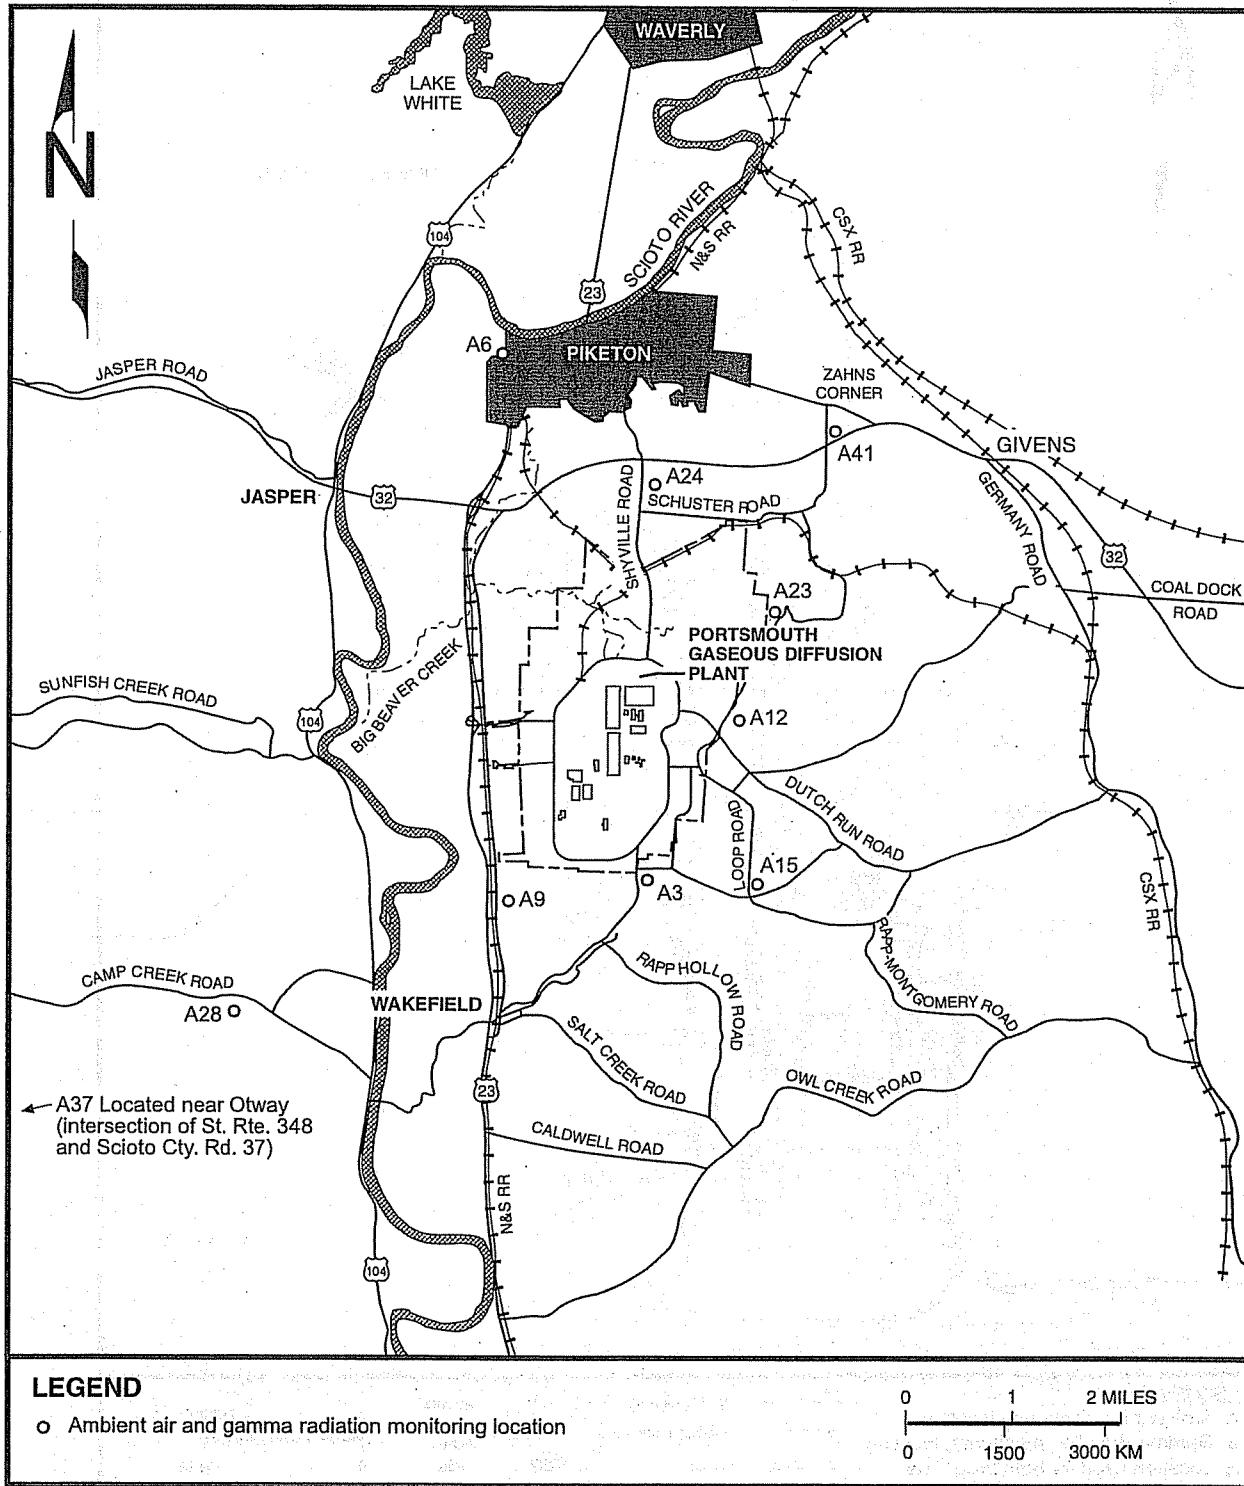 WAVERLY
LAKE
WHITE
N
104
SCIOTO RIVER
N&S RR
CSX RR
23
A6
PIKETON
JASPER ROAD
ZAHNS
CORNER
GIVENS
A41
A24
JASPER
32
SCHUSTER ROAD
SHYVILLE ROAD
GERMANY ROAD
32
COAL DOCK
ROAD
A23
PORTSMOUTH
GASEOUS DIFFUSION
PLANT
SUNFISH CREEK ROAD
BIG BEAVER CREEK
104
A12
DUTCH RUN ROAD
LOOP ROAD
A15
A3
A9
CSX RR
CAMP CREEK ROAD
A28
WAKEFIELD
RAPP HOLLOW ROAD
RAPP-MONTGOMERY ROAD
SALT CREEK ROAD
OWL CREEK ROAD
23
A37 Located near Otway
(intersection of St. Rte. 348
and Scioto Cty. Rd. 37)
CALDWELL ROAD
N&S RR
104
LEGEND
Ambient air and gamma radiation monitoring location
0 1 2 MILES
0 1500 3000 KM